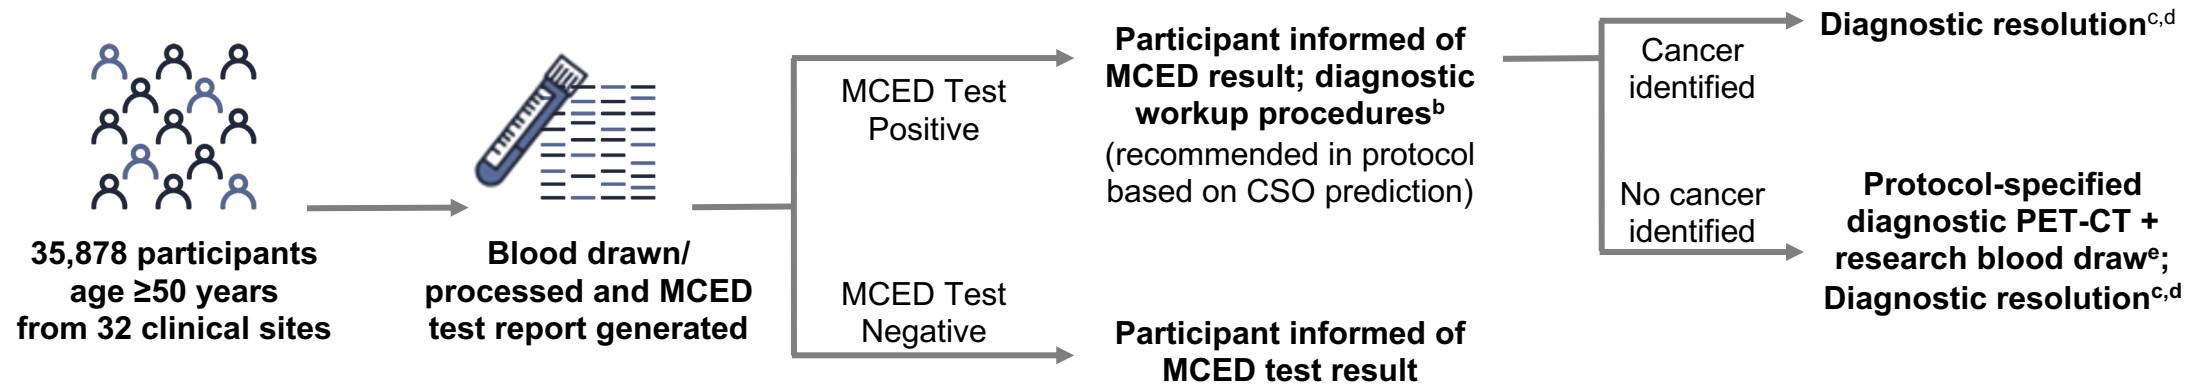 35,878 participants
age ≥50 years
from 32 clinical sites
Blood drawn/
processed and MCED
test report generated
MCED Test
Positive
Participant informed of
MCED result; diagnostic
workup procedures^b
(recommended in protocol
based on CSO prediction)
Cancer
identified
Diagnostic resolution^c,d
No cancer
identified
Protocol-specified
diagnostic PET-CT +
research blood draw^e;
Diagnostic resolution^c,d
MCED Test
Negative
Participant informed of
MCED test result